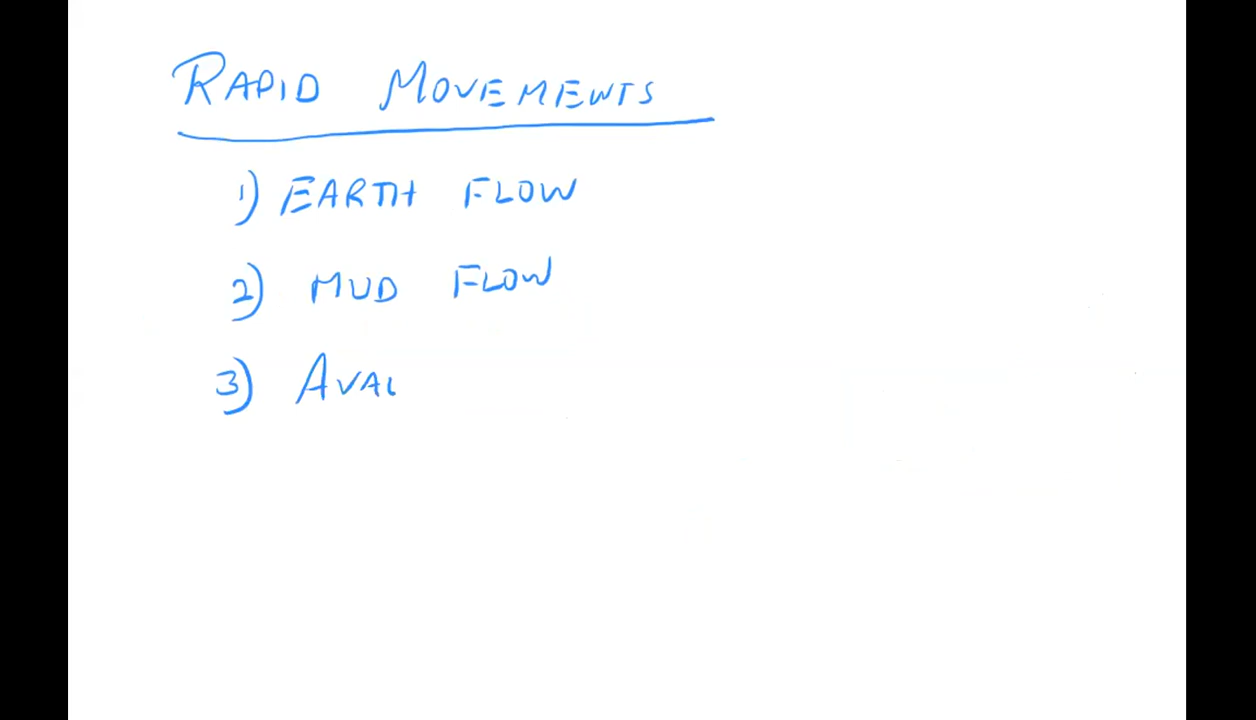 RAPID MOVEMENTS
1) EARTH FLOW
2) MUD FLOW
3) AVAL